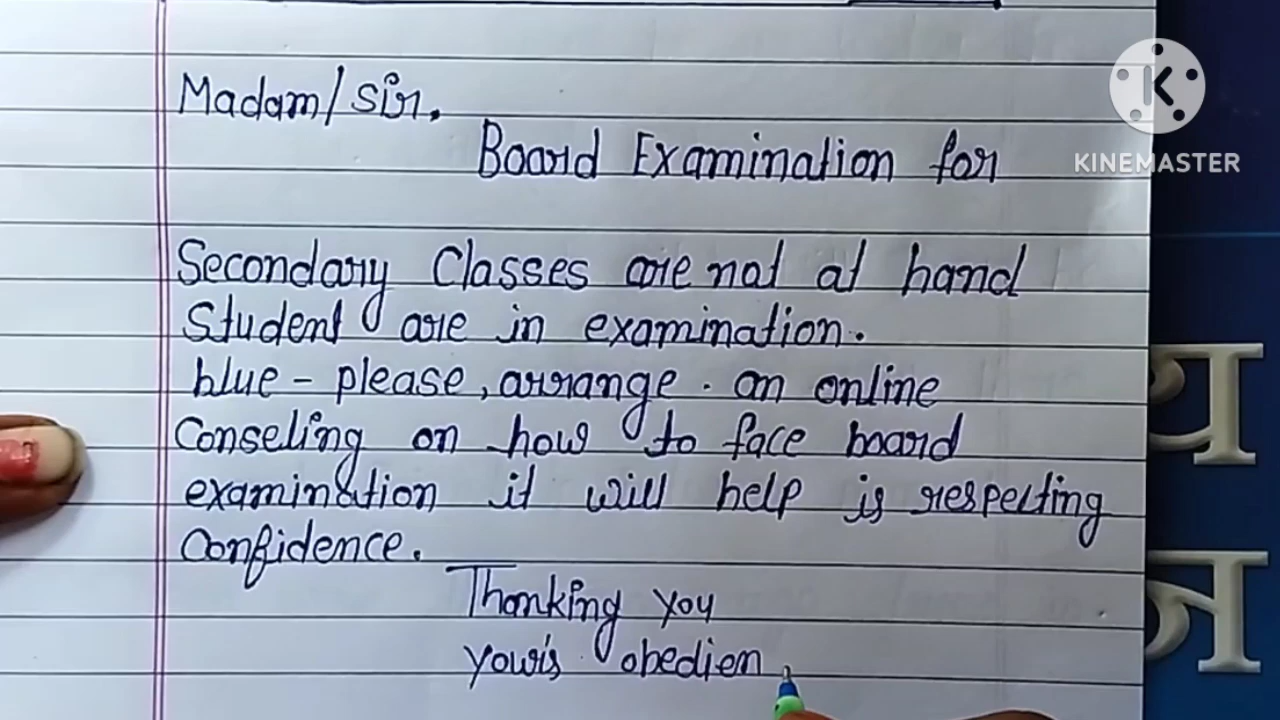 Madam/Sir.
Board Examination for
Secondary Classes are not at hand
Student are in examination.
blue - please, arrange. an online
Conseling on how to face board
examination it will help is respecting
Confidence.
Thanking you
your's obedien
KINEMASTER
প
ন